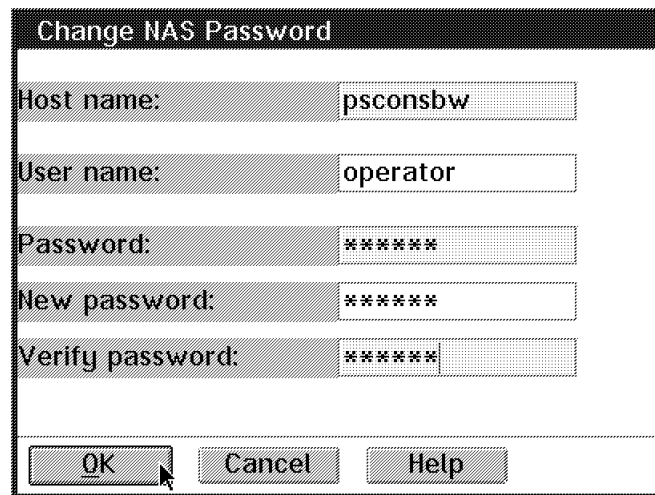 Change NAS Password
Host name: psconsbw
User name: operator
Password: ******
New password: ******
Verify password: ******
OK Cancel Help